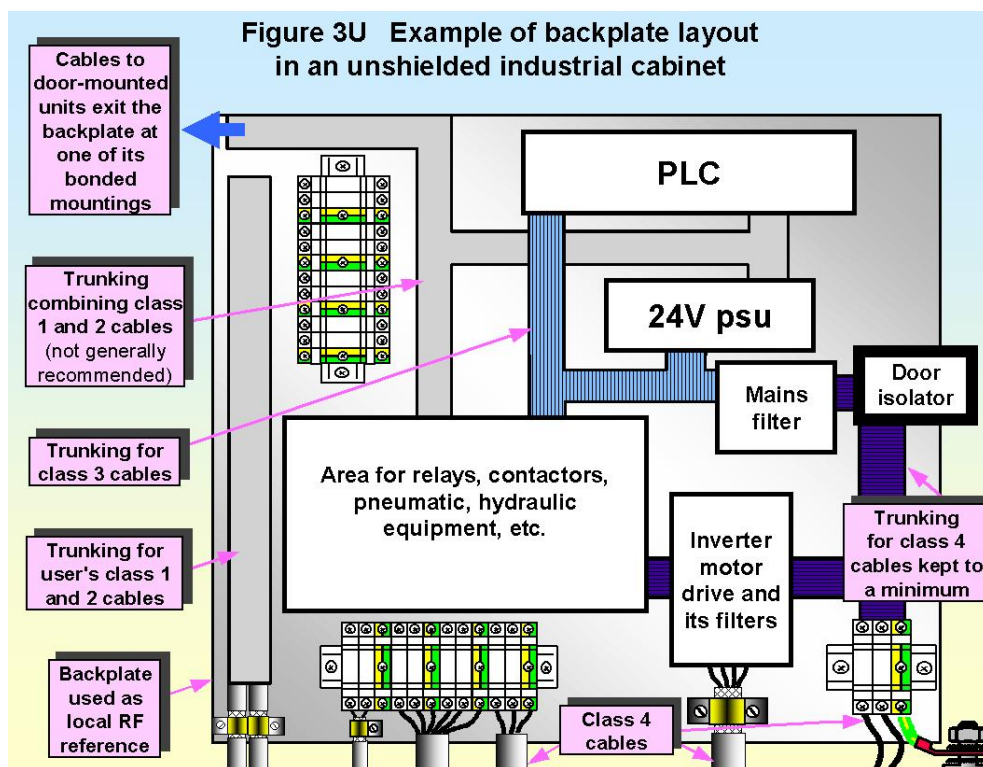 Figure 3U Example of backplate layout
in an unshielded industrial cabinet
Cables to
door-mounted
units exit the
backplate at
one of its
bonded
mountings
PLC
Trunking
combining class
1 and 2 cables
(not generally
recommended)
24V psu
Mains
filter
Door
isolator
Trunking for
class 3 cables
Area for relays, contactors,
pneumatic, hydraulic
equipment, etc.
Trunking for
user's class 1
and 2 cables
Inverter
motor
drive and
its filters
Trunking
for class 4
cables kept to
a minimum
Backplate
used as
local RF
reference
Class 4
cables